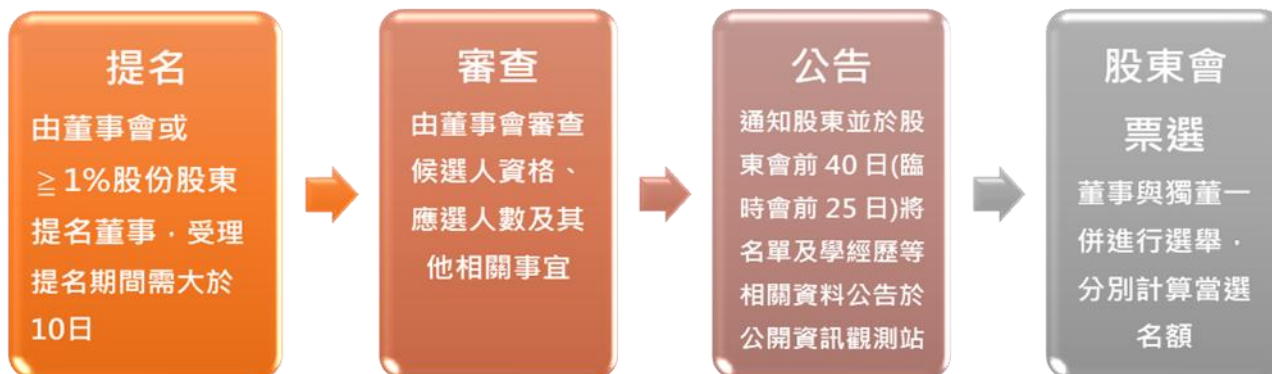 提名
由董事會或
≧1%股份股東
提名董事，受理
提名期間需大於
10日
審查
由董事會審查
候選人資格、
應選人數及其
他相關事宜
公告
通知股東並於股
東會前 40 日(臨
時會前 25 日)將
名單及學經歷等
相關資料公告於
公開資訊觀測站
股東會
票選
董事與獨董一
併進行選舉，
分別計算當選
名額